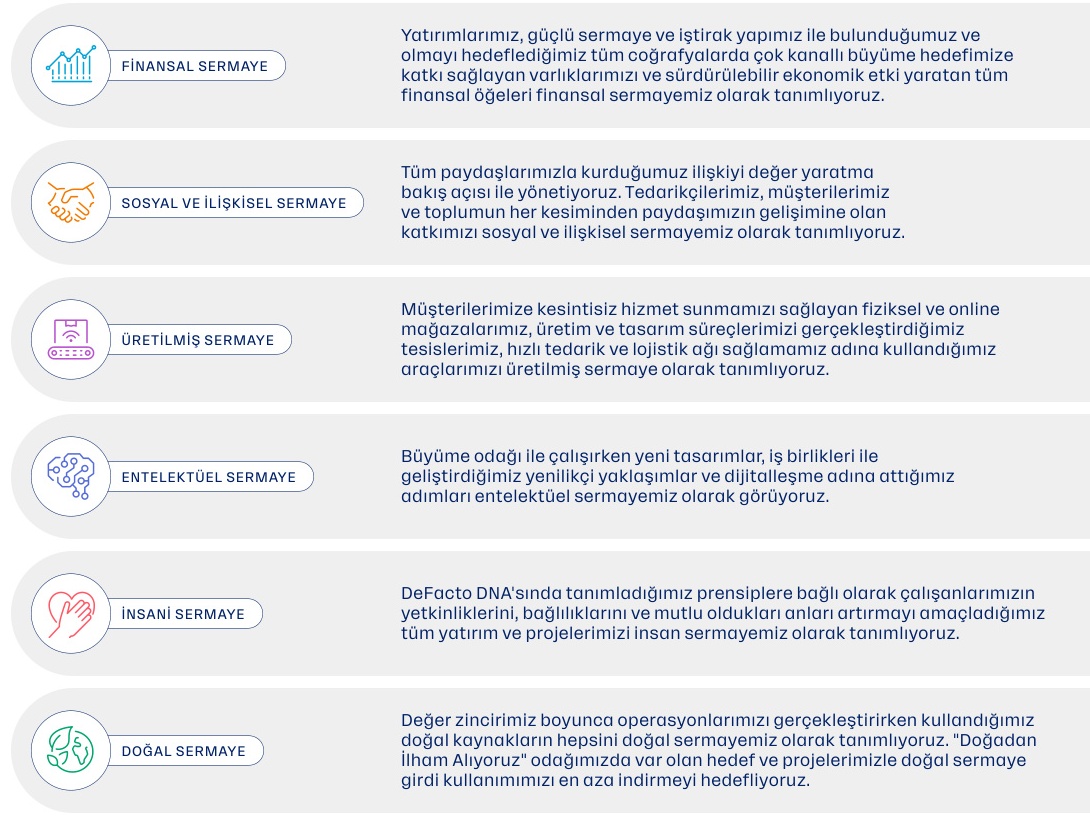 FİNANSAL SERMAYE
Yatırımlarımız, güçlü sermaye ve iştirak yapımız ile bulunduğumuz ve
olmayı hedeflediğimiz tüm coğrafyalarda çok kanallı büyüme hedefimize
katkı sağlayan varlıklarımızı ve sürdürülebilir ekonomik etki yaratan tüm
finansal öğeleri finansal sermayemiz olarak tanımlıyoruz.
SOSYAL VE İLİŞKİSEL SERMAYE
Tüm paydaşlarımızla kurduğumuz ilişkiyi değer yaratma
bakış açısı ile yönetiyoruz. Tedarikçilerimiz, müşterilerimiz
ve toplumun her kesiminden paydaşımızın gelişimine olan
katkımızı sosyal ve ilişkisel sermayemiz olarak tanımlıyoruz.
ÜRETİLMİŞ SERMAYE
Müşterilerimize kesintisiz hizmet sunmamızı sağlayan fiziksel ve online
mağazalarımız, üretim ve tasarım süreçlerimizi gerçekleştirdiğimiz
tesislerimiz, hızlı tedarik ve lojistik ağı sağlamamız adına kullandığımız
araçlarımızı üretilmiş sermaye olarak tanımlıyoruz.
ENTELEKTÜEL SERMAYE
Büyüme odağı ile çalışırken yeni tasarımlar, iş birlikleri ile
geliştirdiğimiz yenilikçi yaklaşımlar ve dijitalleşme adına attığımız
adımları entelektüel sermayemiz olarak görüyoruz.
İNSANİ SERMAYE
DeFacto DNA'sında tanımladığımız prensiplere bağlı olarak çalışanlarımızın
yetkinliklerini, bağlılıklarını ve mutlu oldukları anları artırmayı amaçladığımız
tüm yatırım ve projelerimizi insan sermayemiz olarak tanımlıyoruz.
DOĞAL SERMAYE
Değer zincirimiz boyunca operasyonlarımızı gerçekleştirirken kullandığımız
doğal kaynakların hepsini doğal sermayemiz olarak tanımlıyoruz. "Doğadan
İlham Alıyoruz" odağımızda var olan hedef ve projelerimizle doğal sermaye
girdi kullanımımızı en aza indirmeyi hedefliyoruz.